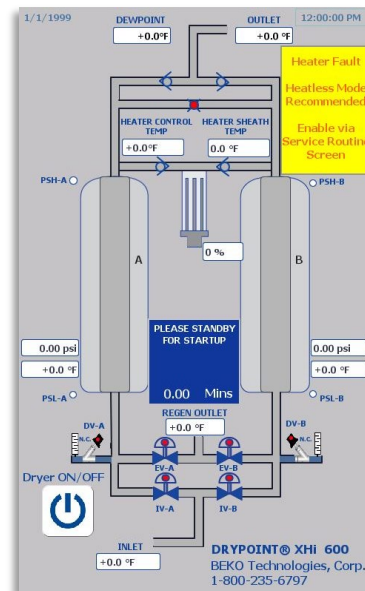 1/1/1999
DEWPOINT
OUTLET
12:00:00 PM
+0.0°F
+0.0 °F
Heater Fault
Heatless Mode
Recommended
Enable via
Service Routine
Screen
HEATER CONTROL
TEMP
HEATER SHEATH
TEMP
+0.0°F
0.0 °F
PSH-A
PSH-B
0 %
A
B
PLEASE STANDBY
FOR STARTUP
0.00 Mins
0.00 psi
0.00 psi
+0.0 °F
+0.0 °F
PSL-A
PSL-B
REGEN OUTLET
+0.0 °F
DV-A
DV-B
N.C.
N.C.
EV-A
EV-B
Dryer ON/OFF
IV-A
IV-B
INLET
+0.0 °F
DRYPOINT® XHi 600
BEKO Technologies, Corp.
1-800-235-6797